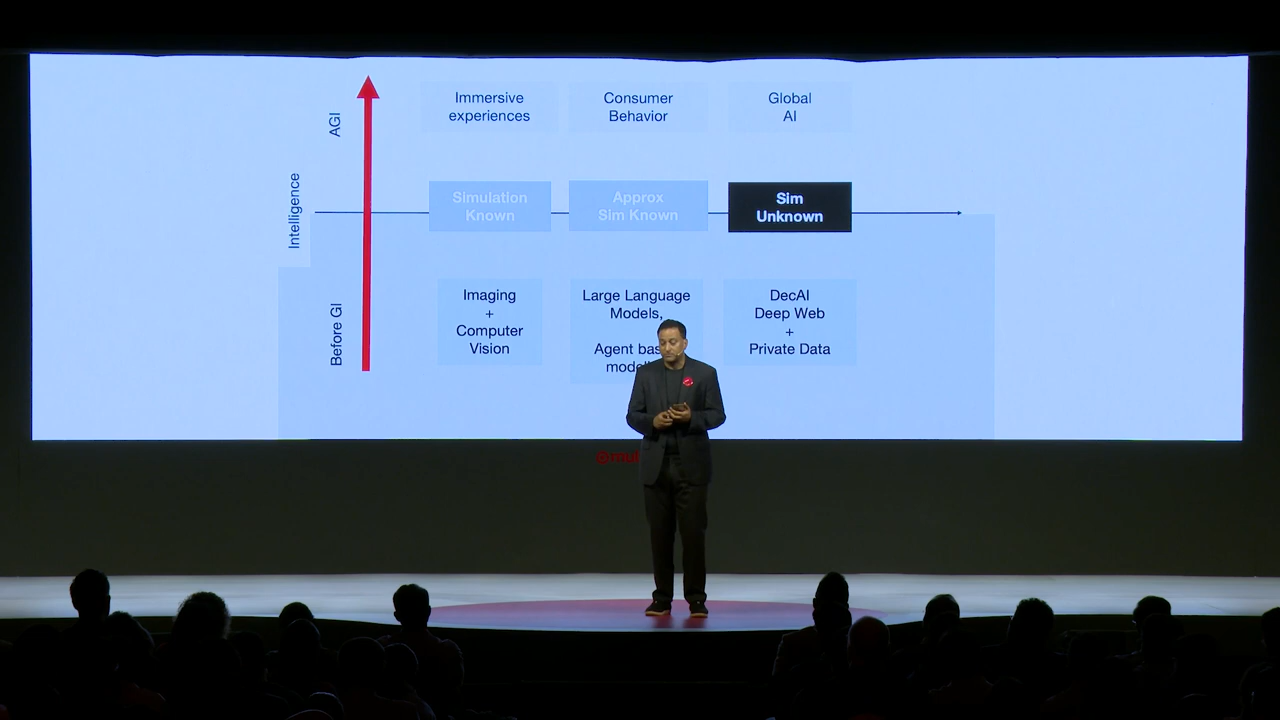 AGI
Intelligence
Before GI
Immersive
experiences
Consumer
Behavior
Global
AI
Simulation
Known
Approx
Sim Known
Sim
Unknown
Imaging
+
Computer
Vision
Large Language
Models,
Agent
DecAI
Deep Web
+
Private Data